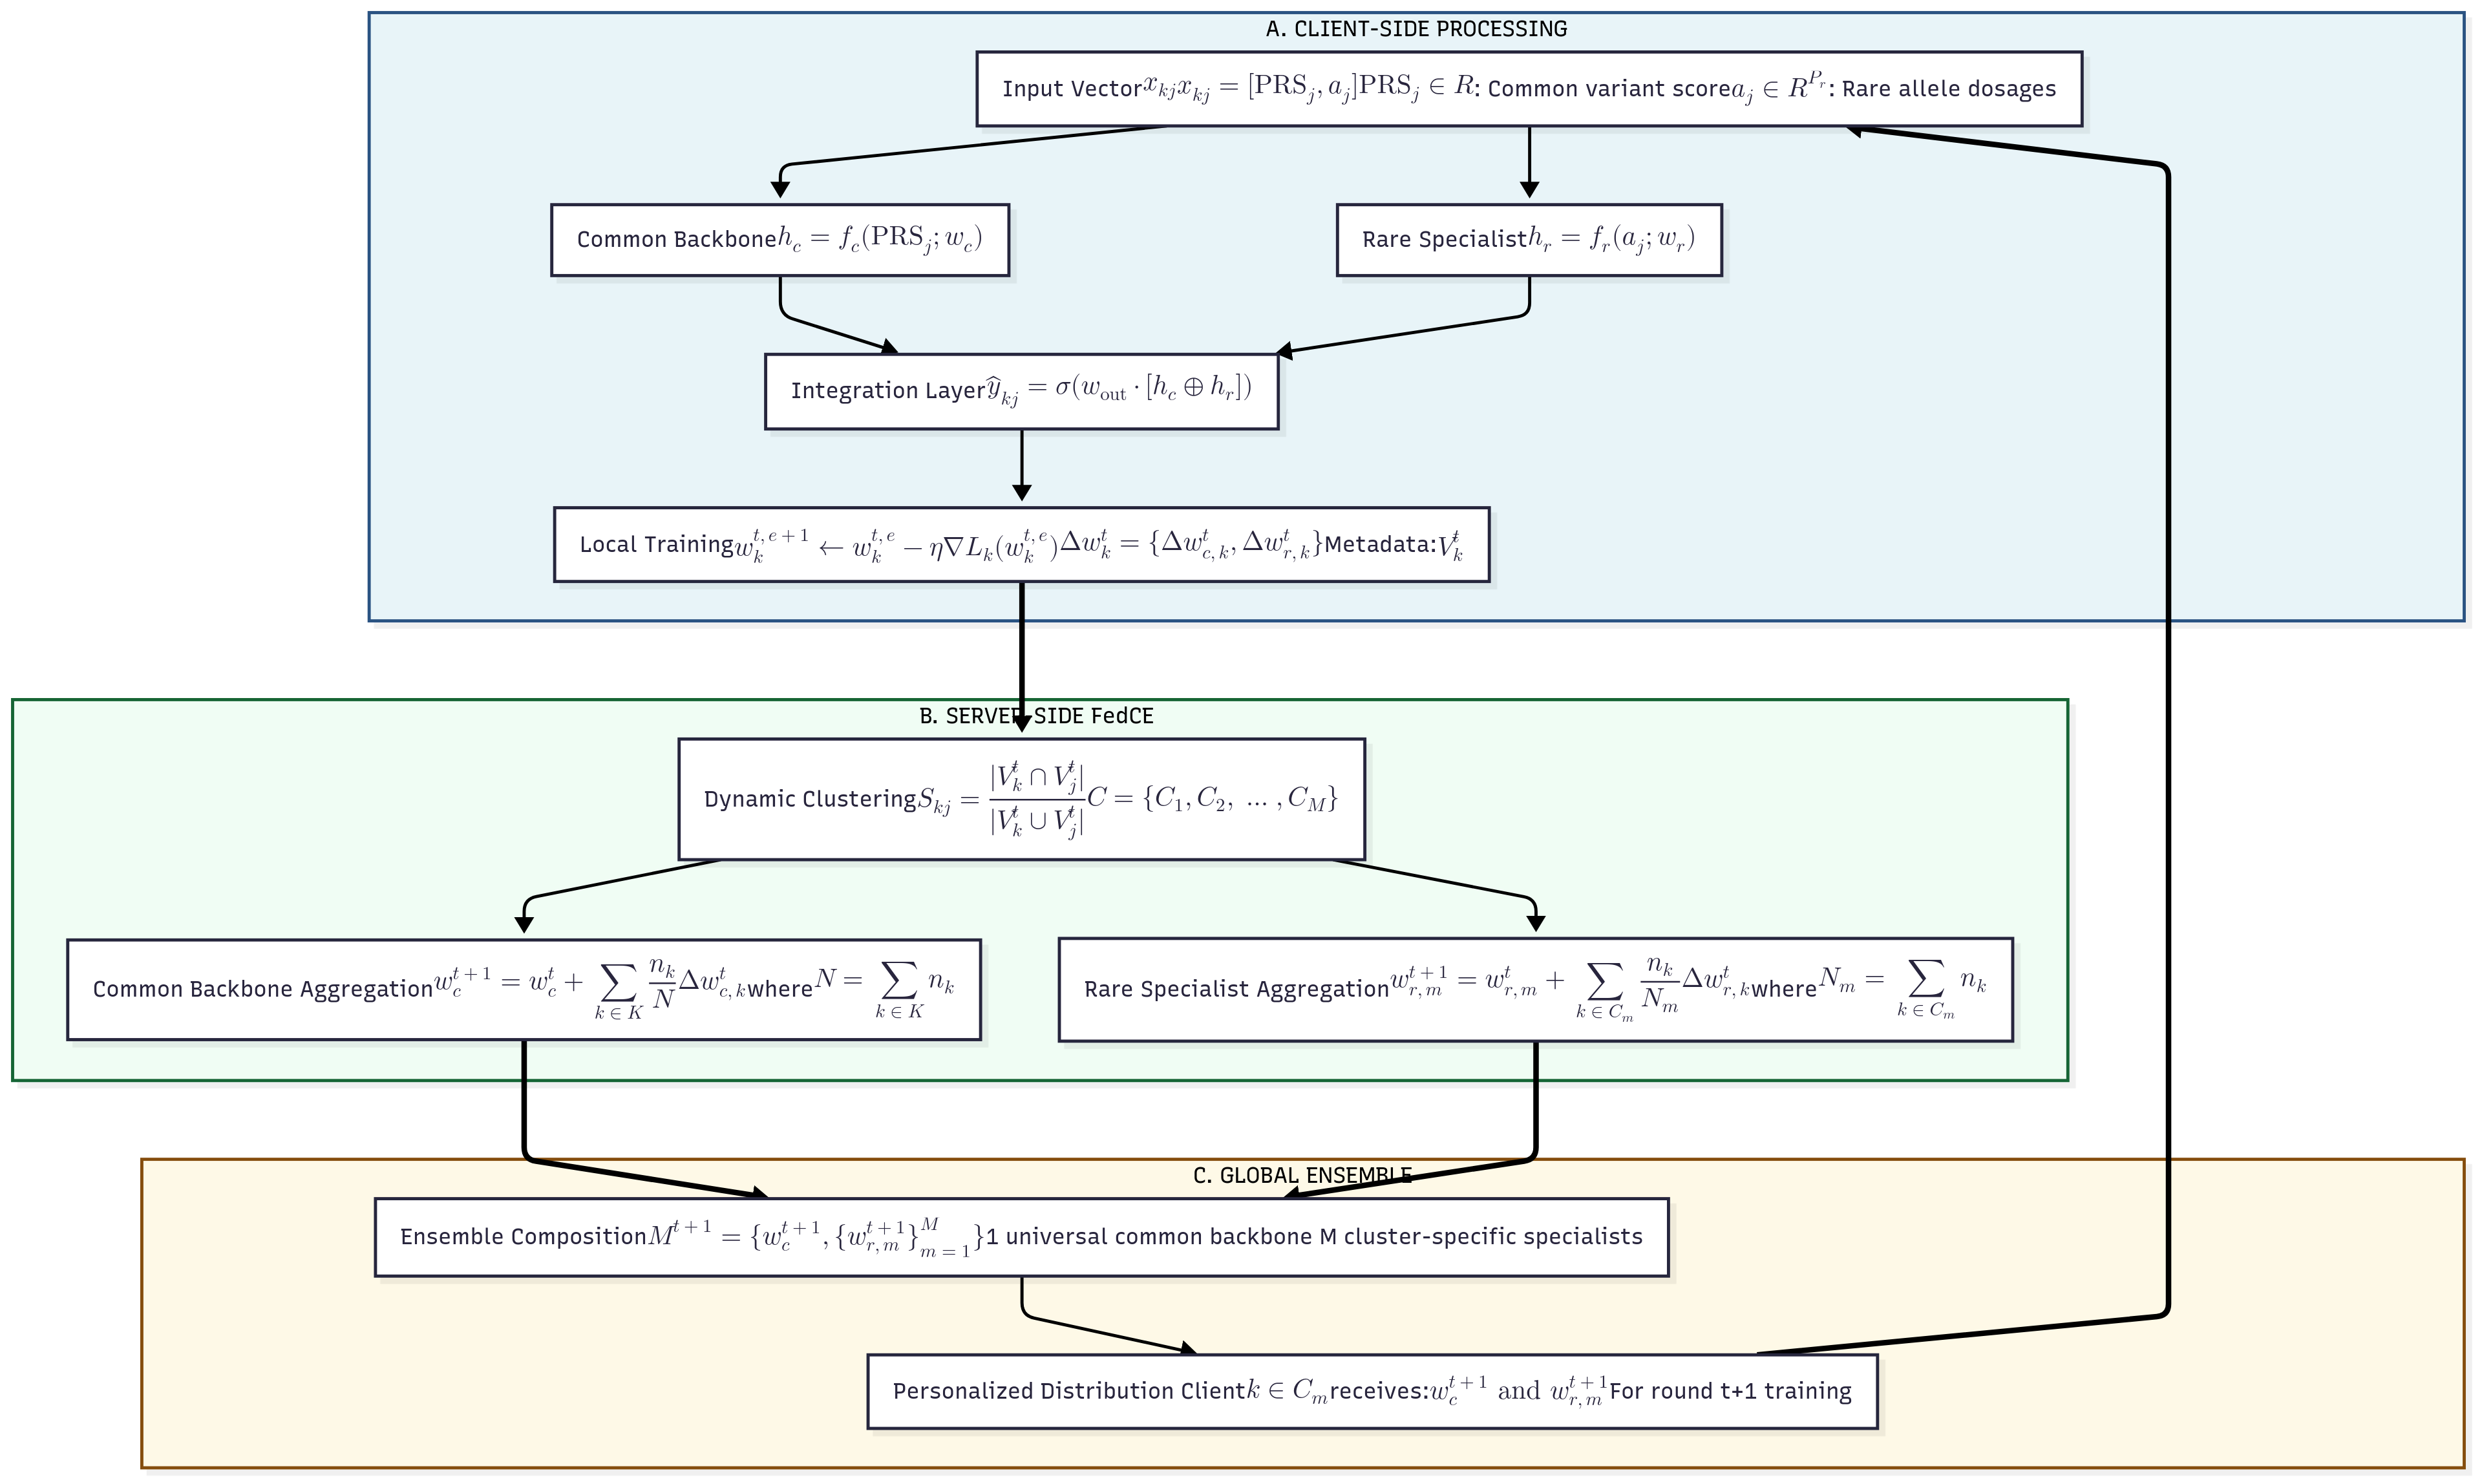 A. CLIENT-SIDE PROCESSING
Input Vector$x_{kj}$$x_{kj} = [\mathrm{PRS}_j, a_j]$$\mathrm{PRS}_j \in R$: Common variant score$a_j \in R^{P_r}$: Rare allele dosages
Common Backbone$h_c = f_c(\mathrm{PRS}_j; w_c)$
Rare Specialist$h_r = f_r(a_j; w_r)$
Integration Layer$\widehat{y}_{kj} = \sigma(w_{\mathrm{out}} \cdot [h_c \oplus h_r])$
Local Training$w_k^{t,e+1} \leftarrow w_k^{t,e} - \eta \nabla L_k(w_k^{t,e})$$\Delta w_k^t = \{\Delta w_{c,k}^t, \Delta w_{r,k}^t\}$Metadata:$V_k^t$
B. SERVER-SIDE FedCE
Dynamic Clustering$S_{kj} = \frac{|V_k^t \cap V_j^t|}{|V_k^t \cup V_j^t|}$$C = \{C_1, C_2, \ldots, C_M\}$
Common Backbone Aggregation$w_c^{t+1} = w_c^t + \sum_{k \in K} \frac{n_k}{N} \Delta w_{c,k}^t$where$N = \sum_{k \in K} n_k$
Rare Specialist Aggregation$w_{r,m}^{t+1} = w_{r,m}^t + \sum_{k \in C_m} \frac{n_k}{N_m} \Delta w_{r,k}^t$where$N_m = \sum_{k \in C_m} n_k$
C. GLOBAL ENSEMBLE
Ensemble Composition$M^{t+1} = \{w_c^{t+1}, \{w_{r,m}^{t+1}\}_{m=1}^M\}$1 universal common backbone M cluster-specific specialists
Personalized Distribution Client$k \in C_m$receives:$w_c^{t+1} \text{ and } w_{r,m}^{t+1}$For round t+1 training